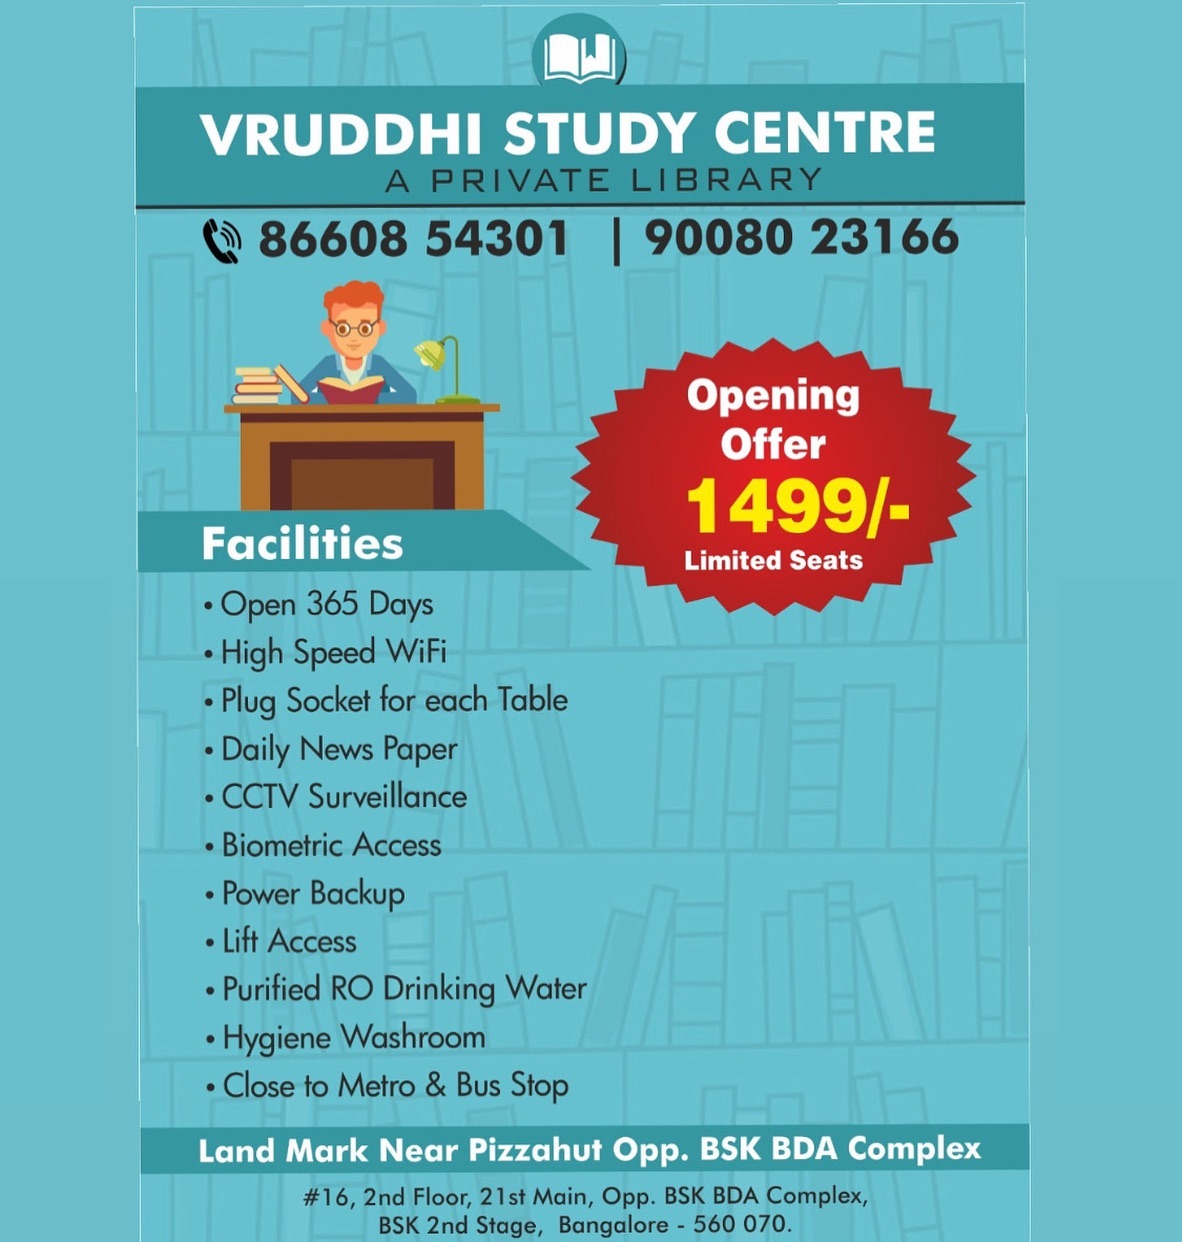 VRUDDHI STUDY CENTRE
A PRIVATE LIBRARY
86608 54301 | 90080 23166
Opening
Offer
1499/-
Limited Seats
Facilities
• Open 365 Days
• High Speed WiFi
• Plug Socket for each Table
• Daily News Paper
• CCTV Surveillance
• Biometric Access
• Power Backup
• Lift Access
• Purified RO Drinking Water
• Hygiene Washroom
• Close to Metro & Bus Stop
Land Mark Near Pizzahut Opp. BSK BDA Complex
#16, 2nd Floor, 21st Main, Opp. BSK BDA Complex,
BSK 2nd Stage, Bangalore - 560 070.